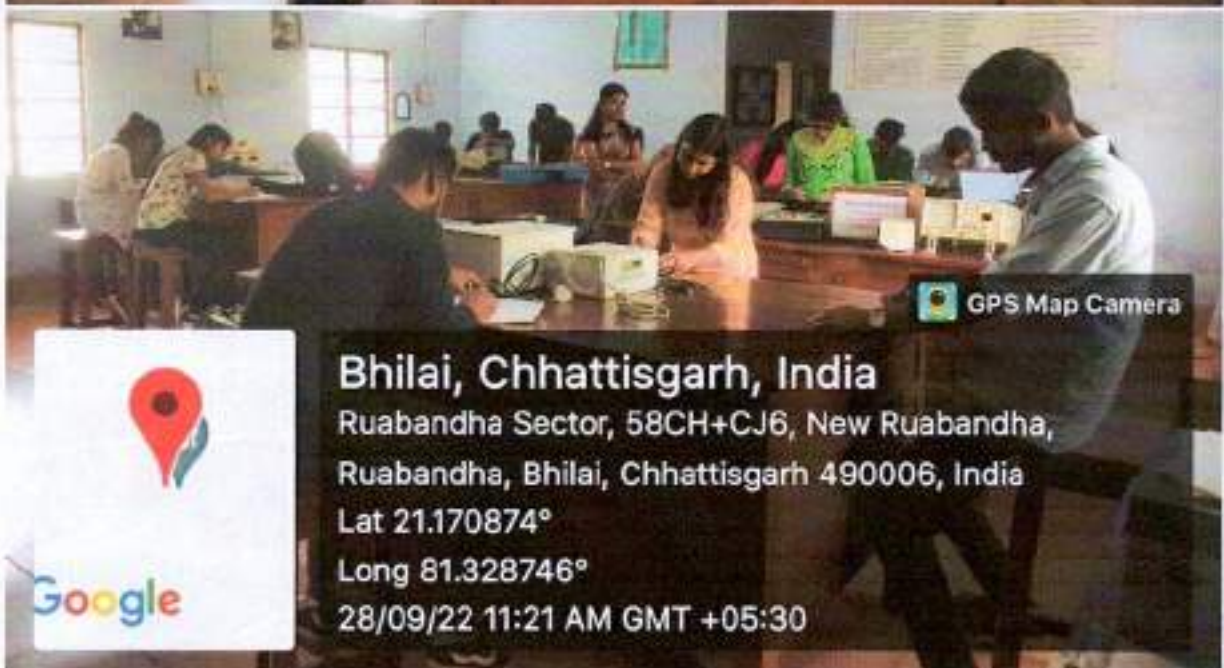 GPS Map Camera
Bhilai, Chhattisgarh, India
Ruabandha Sector, 58CH+CJ6, New Ruabandha,
Ruabandha, Bhilai, Chhattisgarh 490006, India
Lat 21.170874°
Long 81.328746°
28/09/22 11:21 AM GMT +05:30
Google